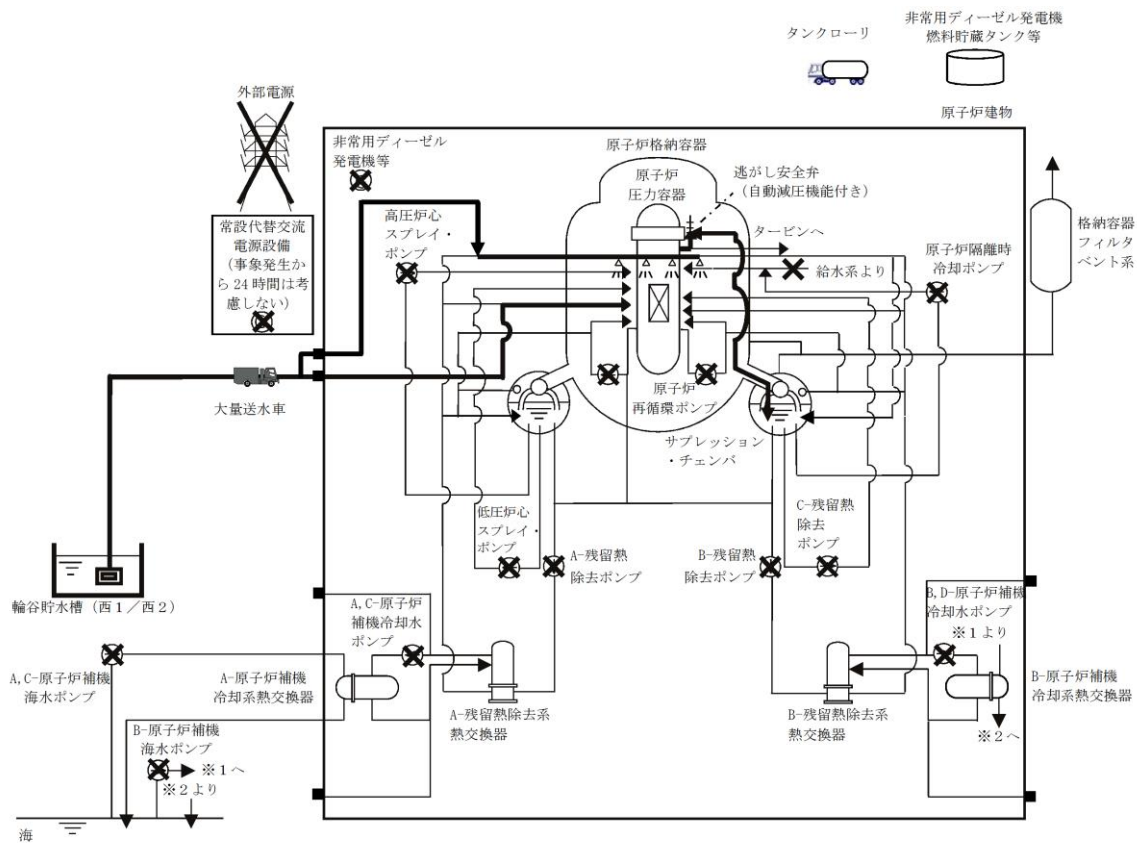 タンクローリ
非常用ディーゼル発電機
燃料貯蔵タンク等
外部電源
原子炉建物
非常用ディーゼル
発電機等
原子炉格納容器
原子炉
圧力容器
逃がし安全弁
(自動減圧機能付き)
常設代替交流
電源設備
(事象発生か
ら24時間は考
慮しない)
高圧炉心
スプレイ・
ポンプ
タービンへ
給水系より
原子炉隔離時
冷却ポンプ
格納容器
フィルタ
ベント系
大量送水車
原子炉
再循環ポンプ
サプレッション
・チェンバ
低圧炉心
スプレイ・
ポンプ
A-残留熱
除去ポンプ
B-残留熱
除去ポンプ
C-残留熱
除去
ポンプ
輪谷貯水槽(西1/西2)
A,C-原子炉
補機冷却水
ポンプ
B,D-原子炉補機
冷却水ポンプ
※1より
A,C-原子炉補機
海水ポンプ
A-原子炉補機
冷却系熱交換器
A-残留熱除去系
熱交換器
B-残留熱除去系
熱交換器
B-原子炉補機
冷却系熱交換器
※2へ
B-原子炉補機
海水ポンプ
※1へ
※2より
海